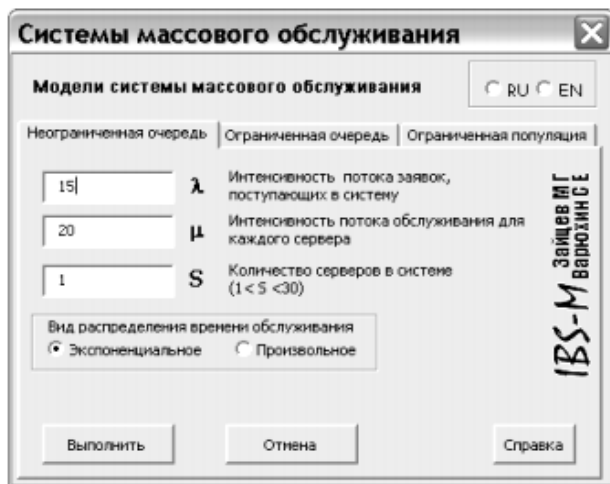 Системы массового обслуживания
Модели системы массового обслуживания
RU EN
Неограниченная очередь Ограниченная очередь Ограниченная популяция
15 λ Интенсивность потока заявок,
поступающих в систему
20 μ Интенсивность потока обслуживания для
каждого сервера
1 S Количество серверов в системе
(1< S <30)
Вид распределения времени обслуживания
Экспоненциальное Произвольное
Выполнить Отмена Справка
IBS-M
Зайцев М Г
Варюхин С Е